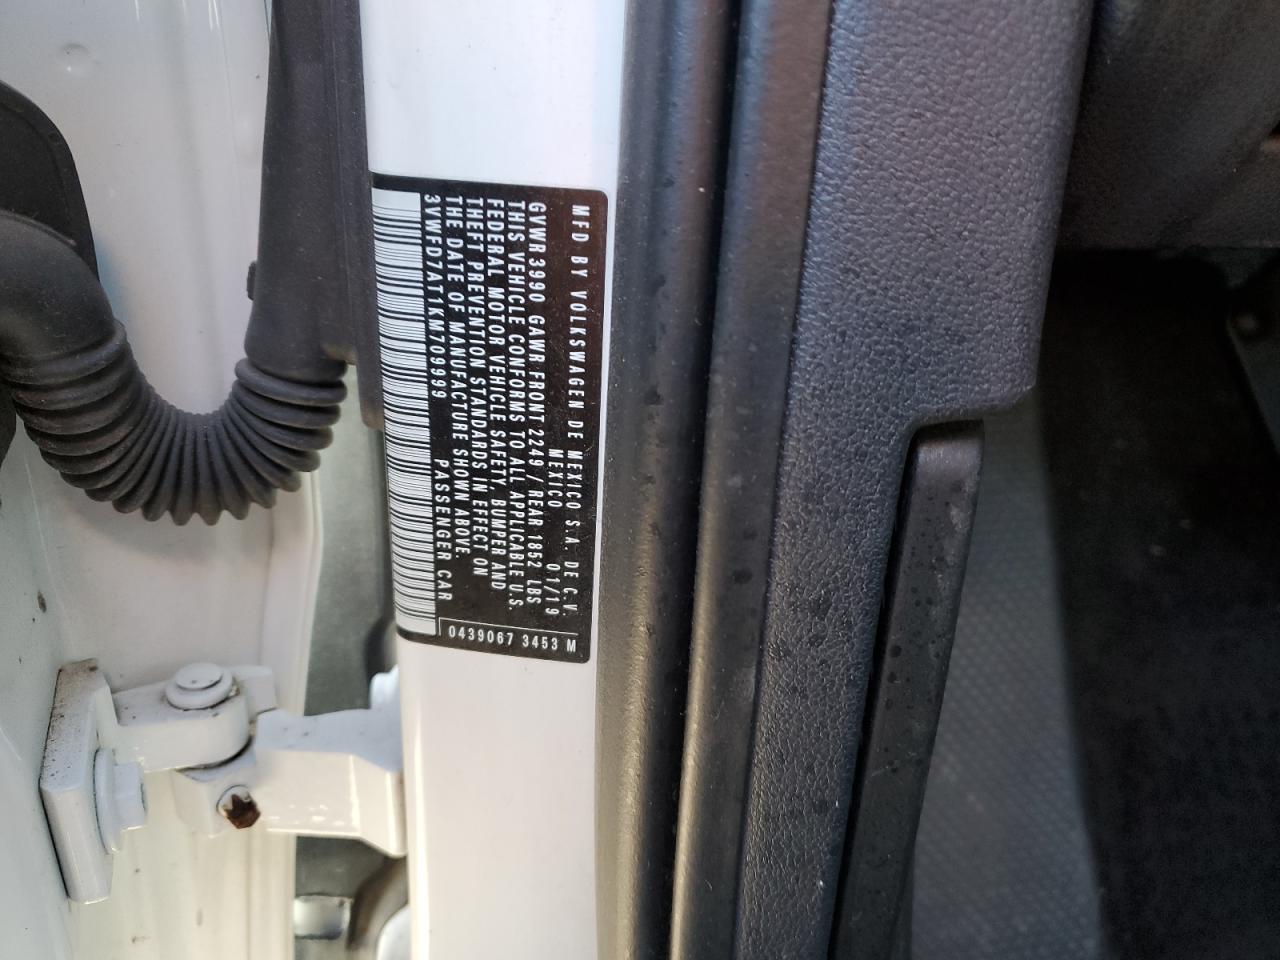 MFD BY VOLKSWAGEN DE MEXICO S.A. DE C.V.
MEXICO 01/19
GVWR 3990 GAWR FRONT 2249 / REAR 1852 LBS
THIS VEHICLE CONFORMS TO ALL APPLICABLE U.S.
FEDERAL MOTOR VEHICLE SAFETY, BUMPER AND
THEFT PREVENTION STANDARDS IN EFFECT ON
THE DATE OF MANUFACTURE SHOWN ABOVE.
3VWFD7AT1KM709999 PASSENGER CAR
0439067 3453 M